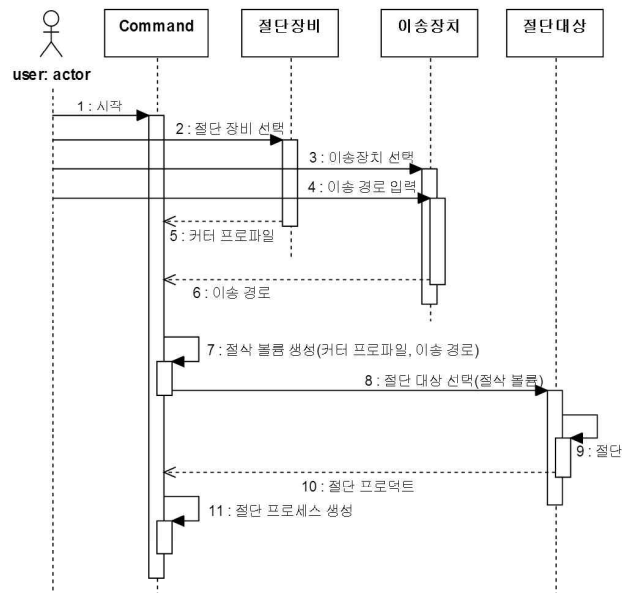 Command
절단장비
이송장치
절단대상
user: actor
1 : 시작
2 : 절단 장비 선택
3 : 이송장치 선택
4 : 이송 경로 입력
5 : 커터 프로파일
6 : 이송 경로
7 : 절삭 볼륨 생성(커터 프로파일, 이송 경로)
8 : 절단 대상 선택(절삭 볼륨)
9 : 절단
10 : 절단 프로덕트
11 : 절단 프로세스 생성